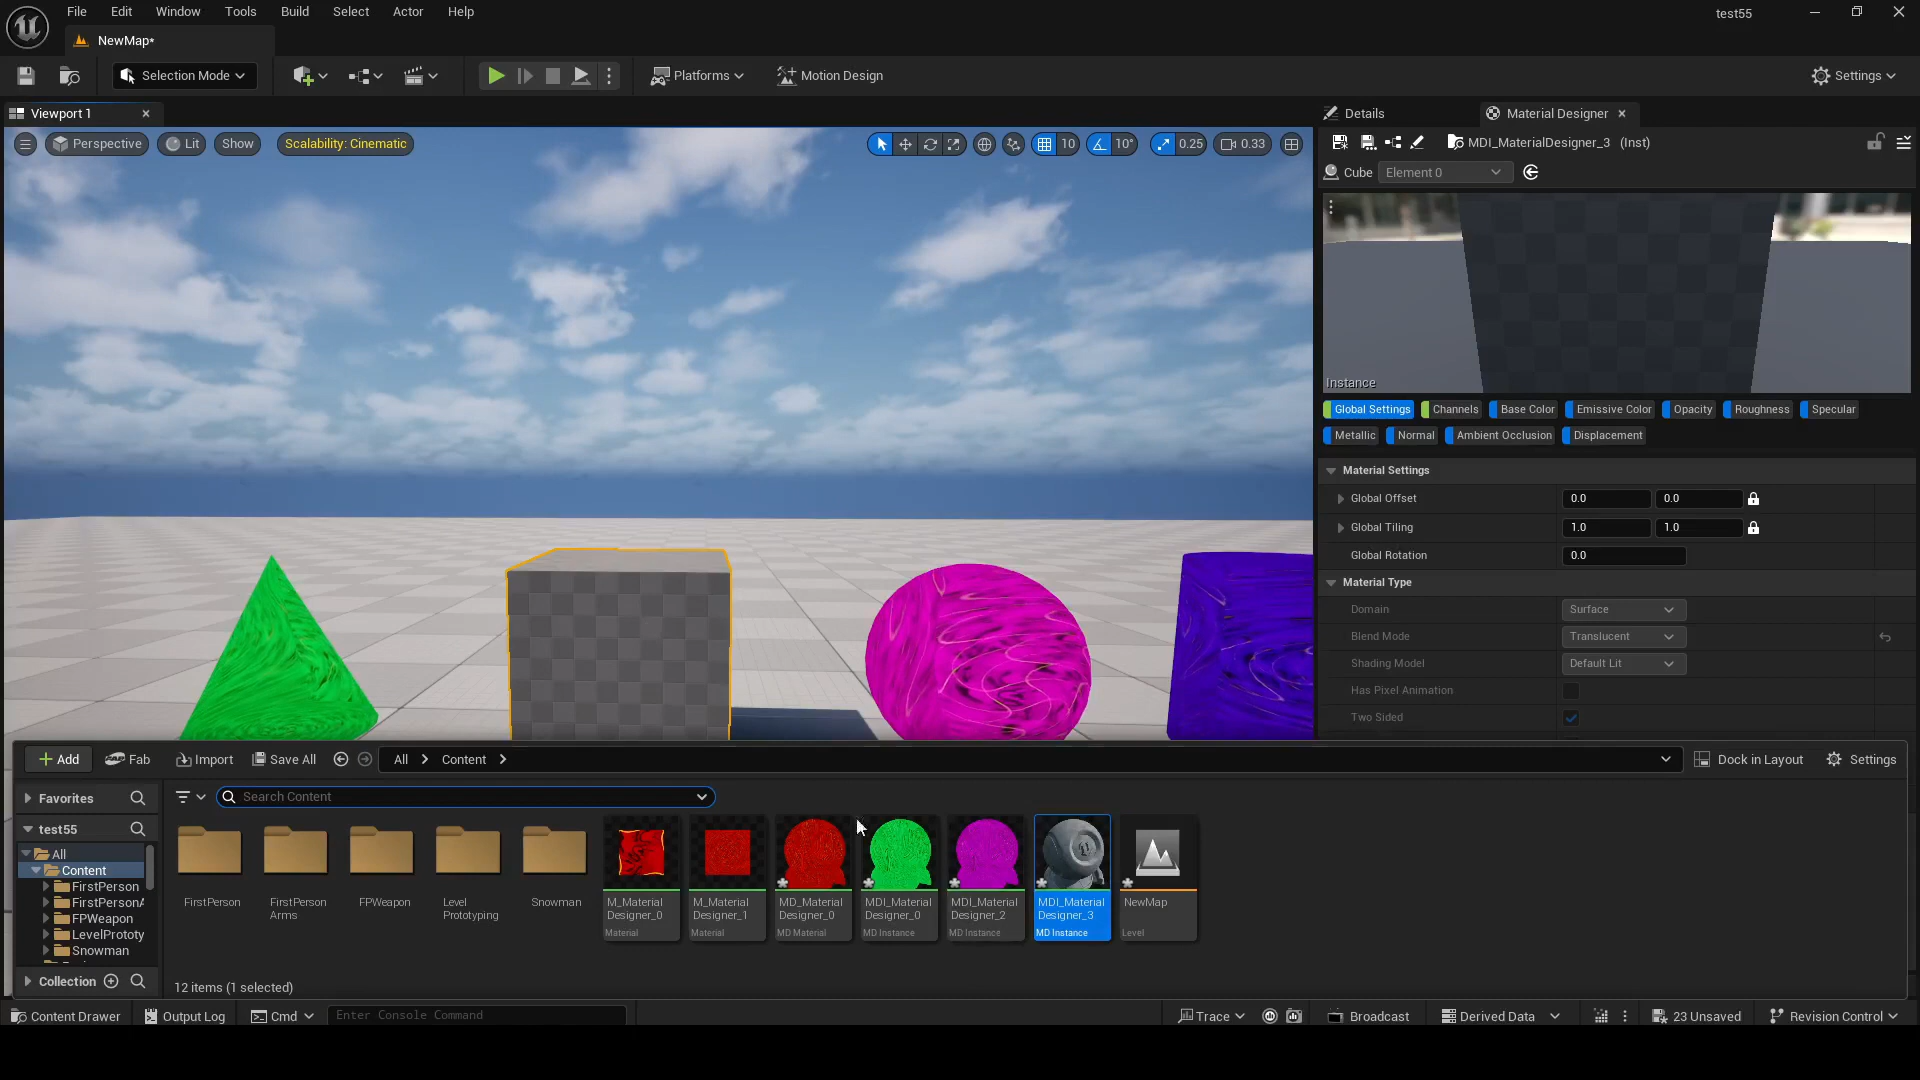 File Edit Window Tools Build Select Actor Help
test55
NewMap*
Selection Mode
Platforms
Motion Design
Settings
Viewport 1
Details
Material Designer
Perspective
Lit
Show
Scalability: Cinematic
10
10°
0.25
0.33
MDI_MaterialDesigner_3 (Inst)
Cube
Element 0
Instance
Global Settings
Channels
Base Color
Emissive Color
Opacity
Roughness
Specular
Metallic
Normal
Ambient Occlusion
Displacement
Material Settings
Global Offset 0.0 0.0
Global Tiling 1.0 1.0
Global Rotation 0.0
Material Type
Domain Surface
Blend Mode Translucent
Shading Model Default Lit
Has Pixel Animation
Two Sided
Add
Fab
Import
Save All
All
Content
Dock in Layout
Settings
Favorites
Search Content
test55
All
Content
FirstPerson
FirstPersonA
FPWeapon
LevelPrototy
Snowman
Collection
FirstPerson
FirstPerson
Arms
FPWeapon
Level
Prototyping
Snowman
M_Material
Designer_0
Material
M_Material
Designer_1
Material
MD_Material
Designer_0
MD Material
MDI_Material
Designer_0
MD Instance
MDI_Material
Designer_2
MD Instance
MDI_Material
Designer_3
MD Instance
NewMap
Level
12 items (1 selected)
Content Drawer
Output Log
Cmd
Enter Console Command
Trace
Broadcast
Derived Data
23 Unsaved
Revision Control